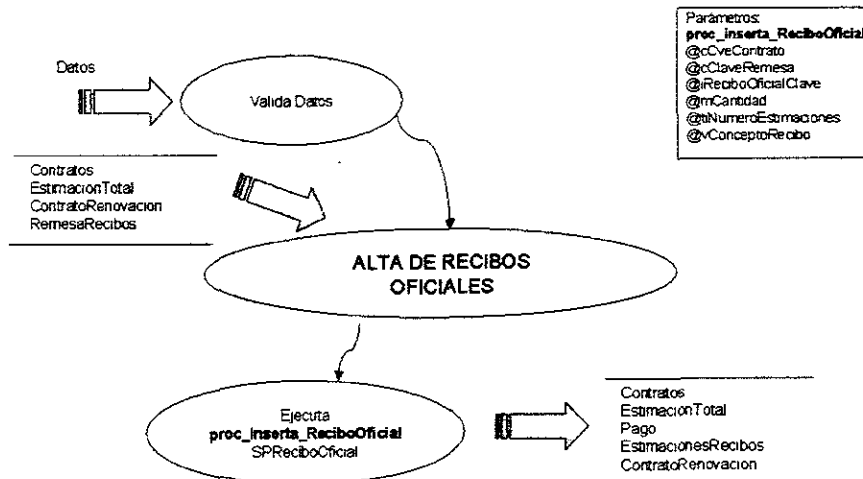 Parámetros:
proc_inserta_ReciboOficial
@cCveContrato
@cClaveRemesa
@iReciboOficialClave
@mCantidad
@tiNumeroEstimaciones
@vConceptoRecibo
Datos
Valida Datos
Contratos
EstimacionTotal
ContratoRenovacion
RemesaRecibos
ALTA DE RECIBOS
OFICIALES
Ejecuta
proc_inserta_ReciboOficial
SPReciboOficial
Contratos
EstimacionTotal
Pago
EstimacionesRecibos
ContratoRenovacion